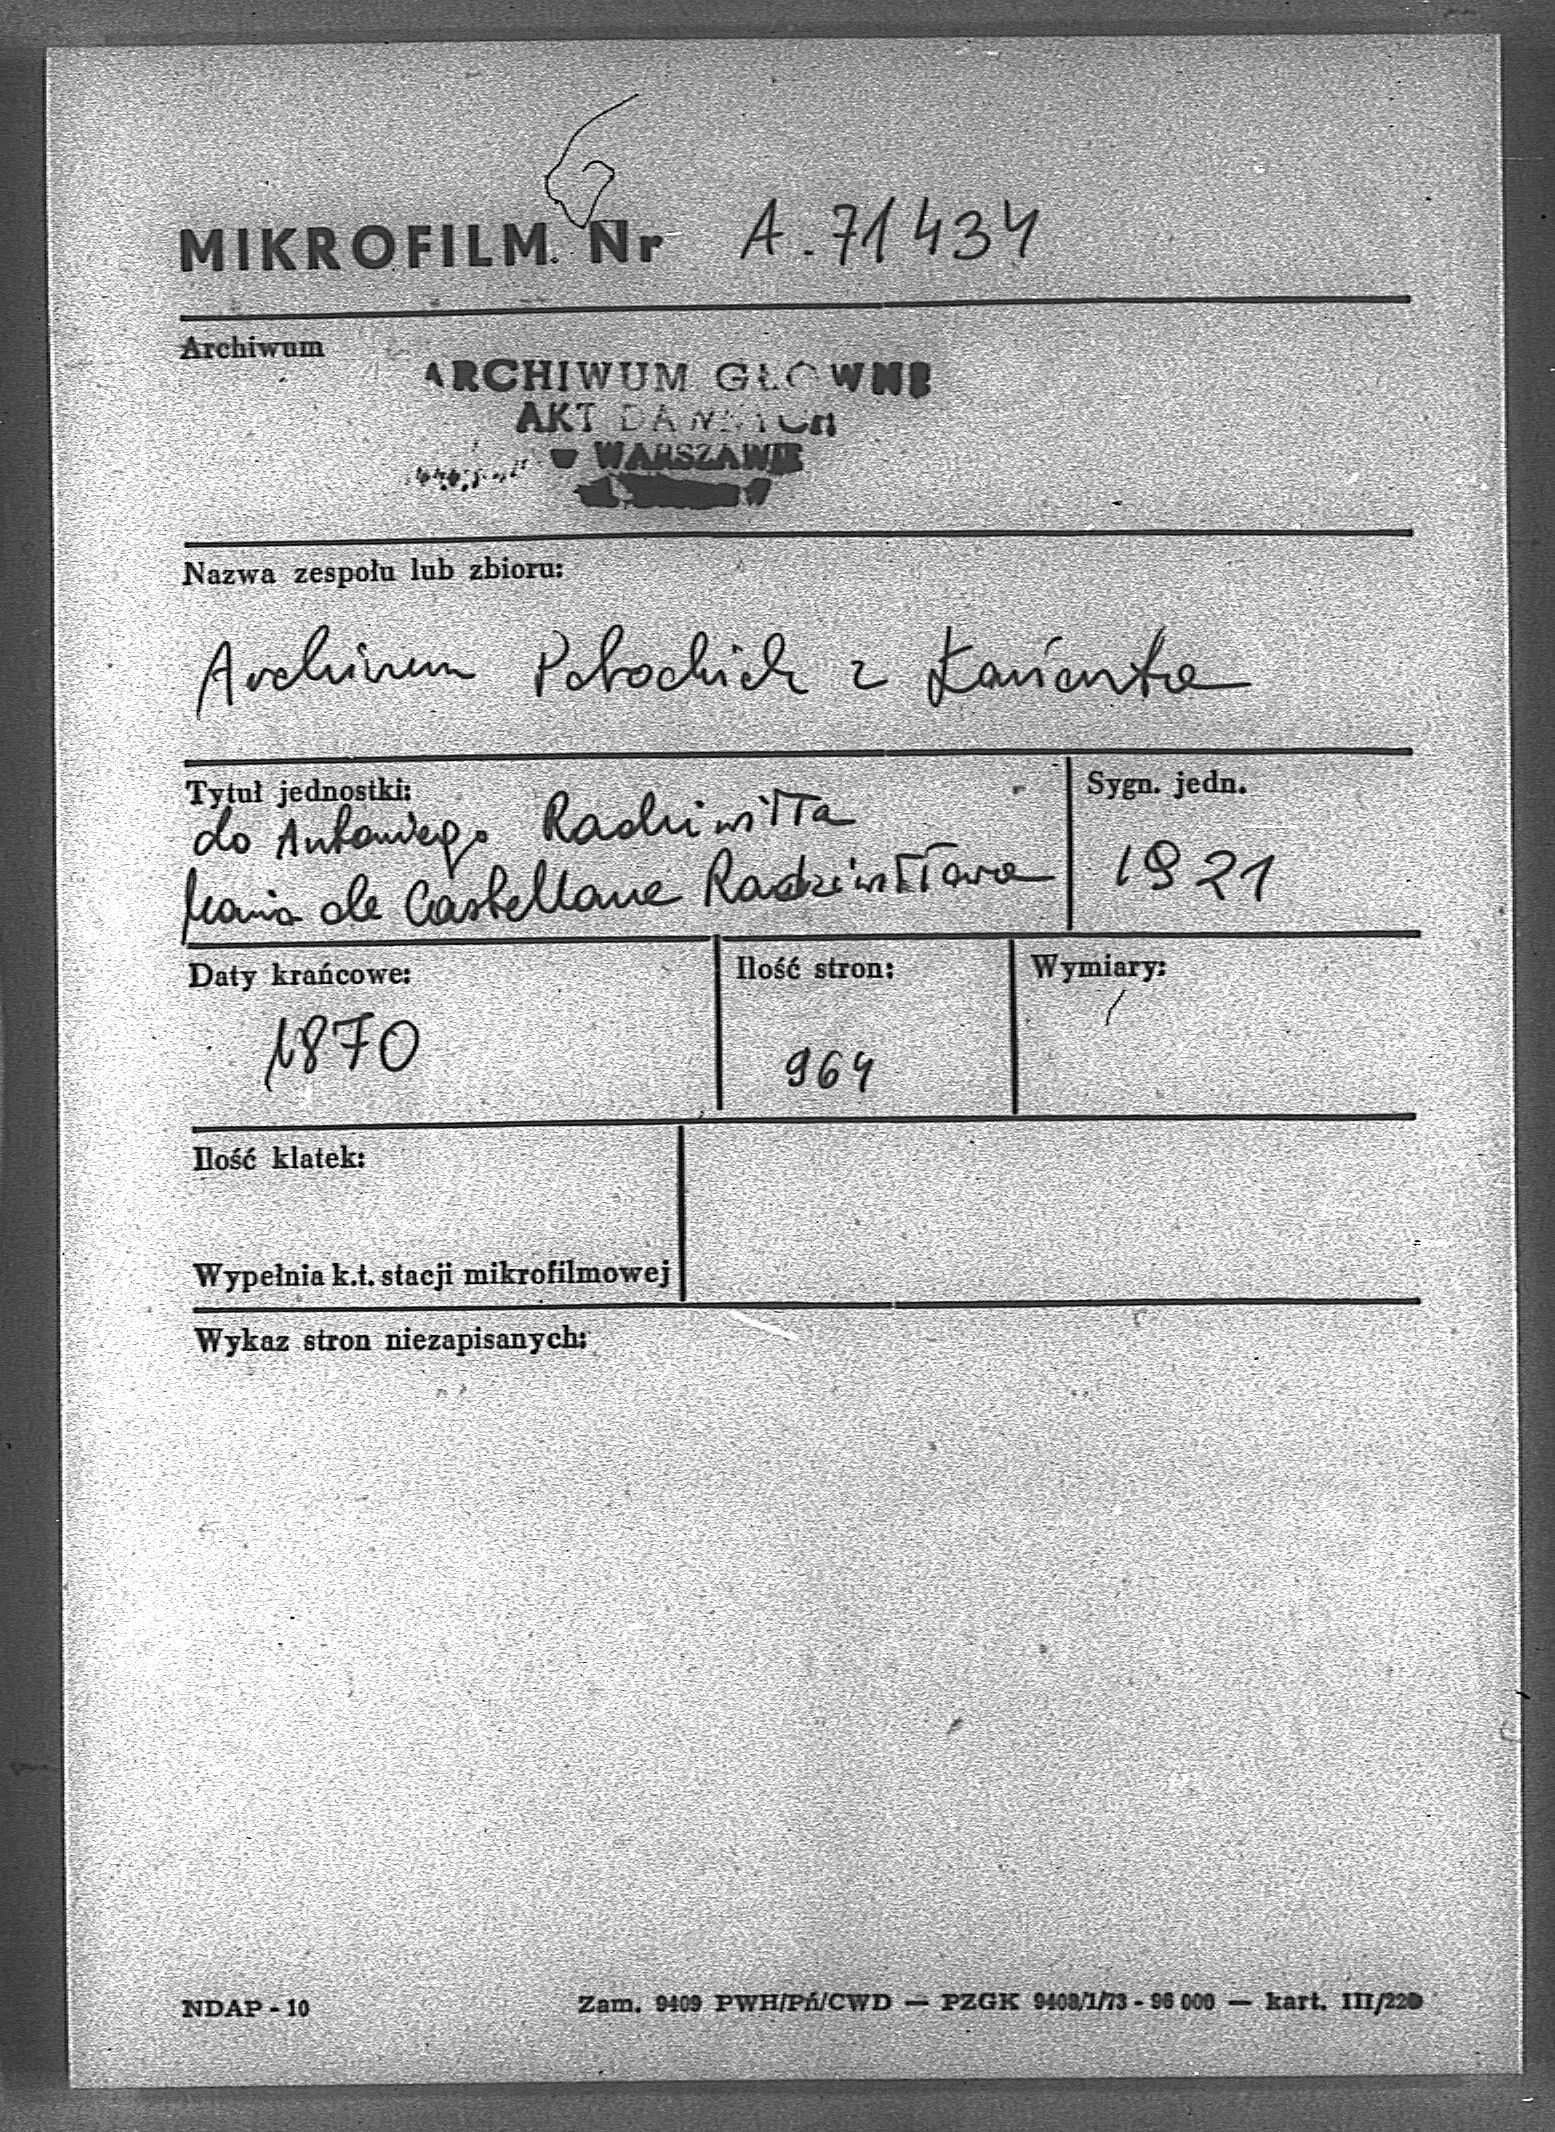 MIKROFILM Nr A.71434
Archiwum
ARCHIWUM GŁÓWNE
AKT DAWNYCH
w WARSZAWIE
Nazwa zespołu lub zbioru:
Archiwum Potockich z Łańcuta
Tytuł jednostki:
Sygn. jedn.
do Antoniego Radziwiłła
Maria de Castellane Radziwiłłowa
1921
Daty krańcowe:
Ilość stron:
Wymiary:
1870
964
Ilość klatek:
Wypełnia k.t. stacji mikrofilmowej
Wykaz stron niezapisanych:
NDAP - 10
Zam. 9409 PWH/Pń/CWD — PZGK 9408/1/73 - 96 000 — kart. III/220